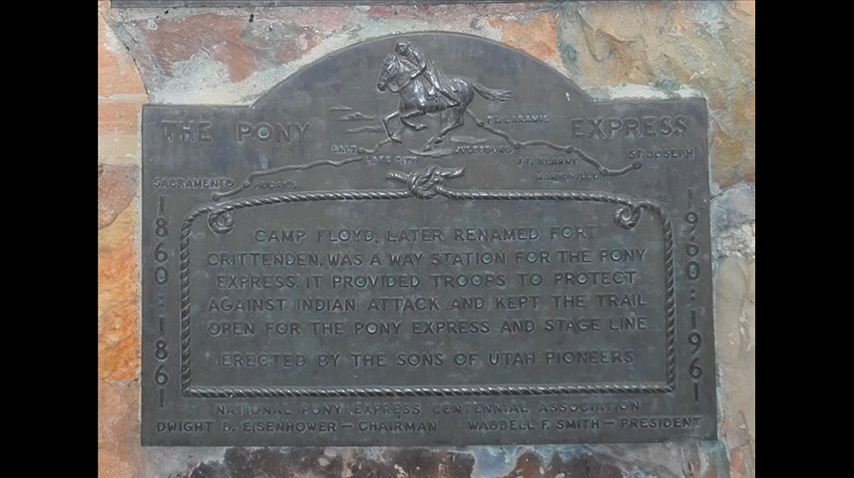 THE PONY EXPRESS
FT. LARAMIE
SALT LAKE CITY
JULESBURG
FT. KEARNY
ST. JOSEPH
MARYSVILLE
SACRAMENTO
FRIDAY'S
1860 : 1861
1960 : 1961
CAMP FLOYD, LATER RENAMED FORT
CRITTENDEN, WAS A WAY STATION FOR THE PONY
EXPRESS. IT PROVIDED TROOPS TO PROTECT
AGAINST INDIAN ATTACK AND KEPT THE TRAIL
OPEN FOR THE PONY EXPRESS AND STAGE LINE.
ERECTED BY THE SONS OF UTAH PIONEERS
NATIONAL PONY EXPRESS CENTENNIAL ASSOCIATION
DWIGHT D. EISENHOWER — CHAIRMAN WADDELL F. SMITH — PRESIDENT